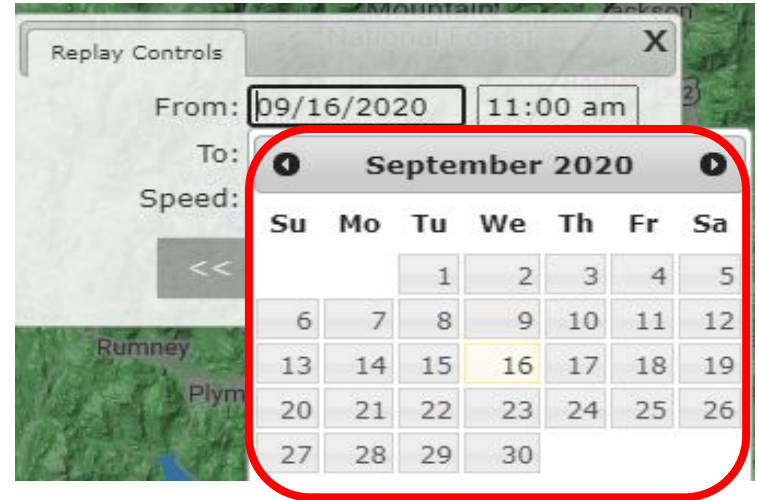 Mountain
Jackson
National Forest
Replay Controls
X
From: 09/16/2020 11:00 am
To:
Speed:
<<
September 2020
Su Mo Tu We Th Fr Sa
1 2 3 4 5
6 7 8 9 10 11 12
13 14 15 16 17 18 19
20 21 22 23 24 25 26
27 28 29 30
Rumney
Plym